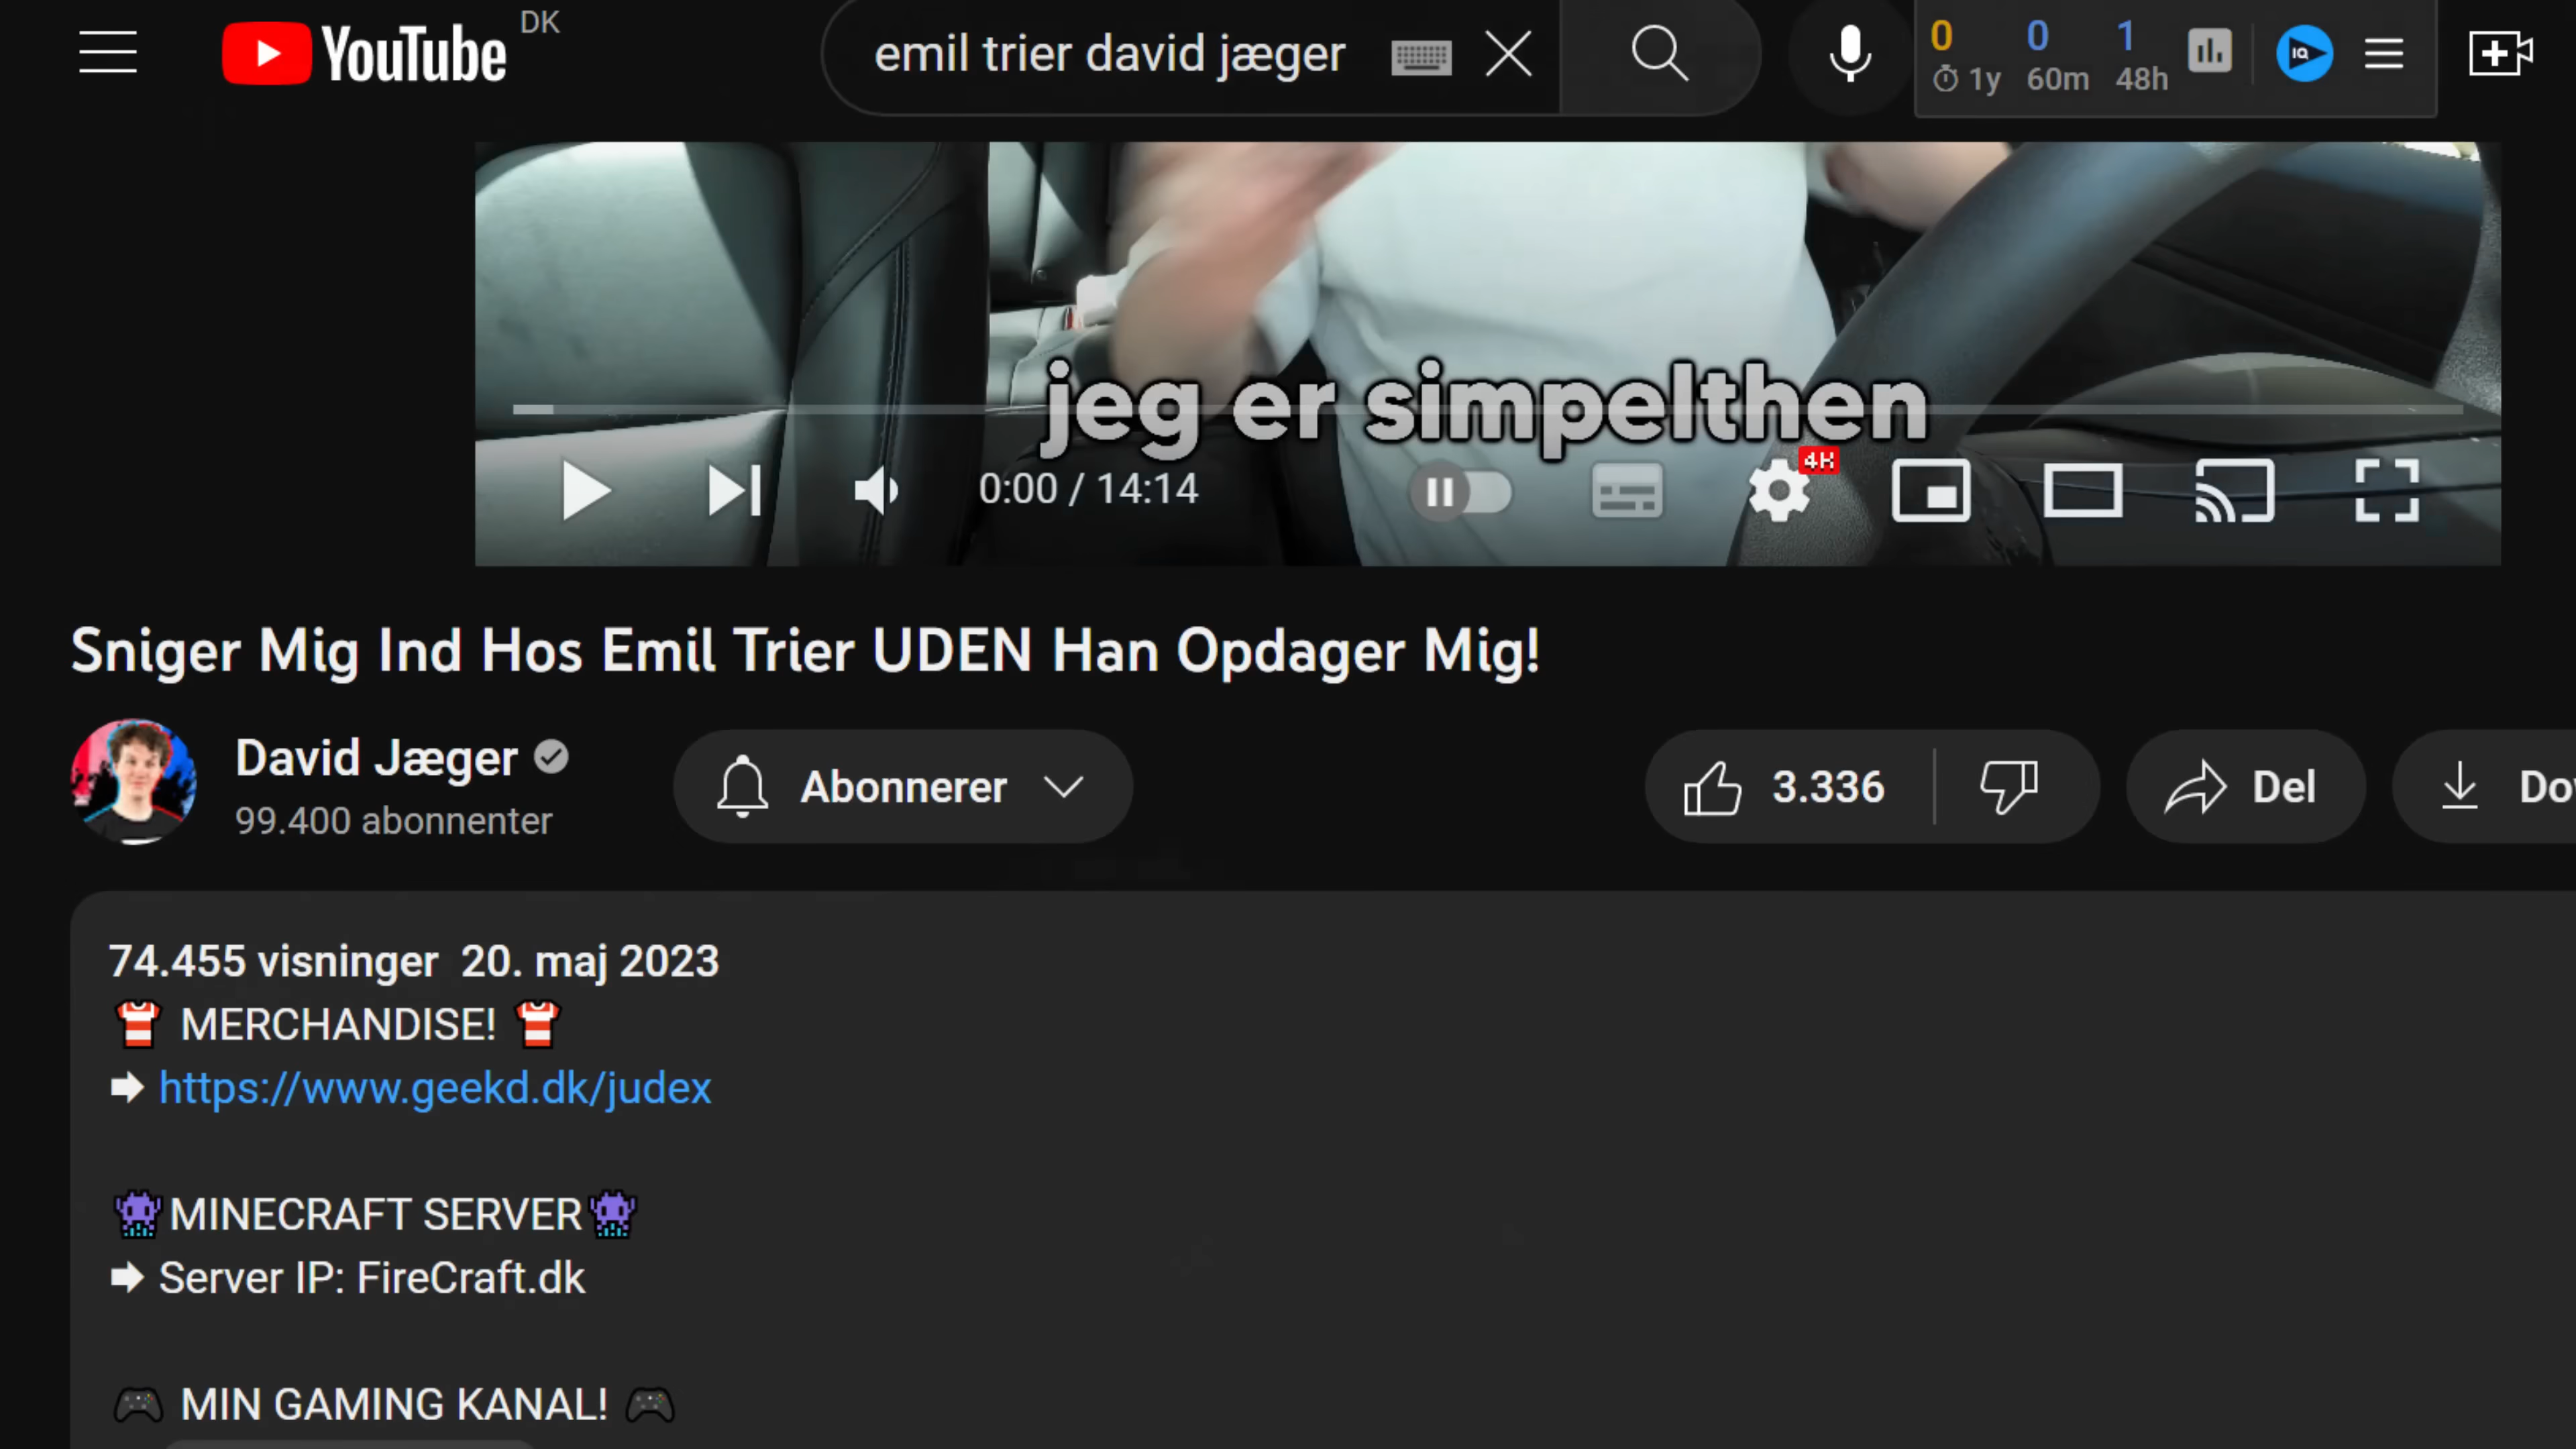 YouTube DK
emil trier david jæger
0 0 1
1y 60m 48h
IQ
jeg er simpelthen
4K
0:00 / 14:14
Sniger Mig Ind Hos Emil Trier UDEN Han Opdager Mig!
David Jæger
99.400 abonnenter
Abonnerer
3.336
Del
74.455 visninger 20. maj 2023
MERCHANDISE!
https://www.geekd.dk/judex
MINECRAFT SERVER
Server IP: FireCraft.dk
MIN GAMING KANAL!